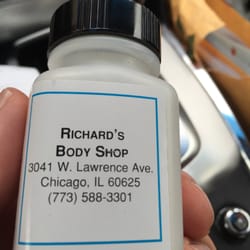 RICHARD'S
BODY SHOP
3041 W. Lawrence Ave.
Chicago, IL 60625
(773) 588-3301